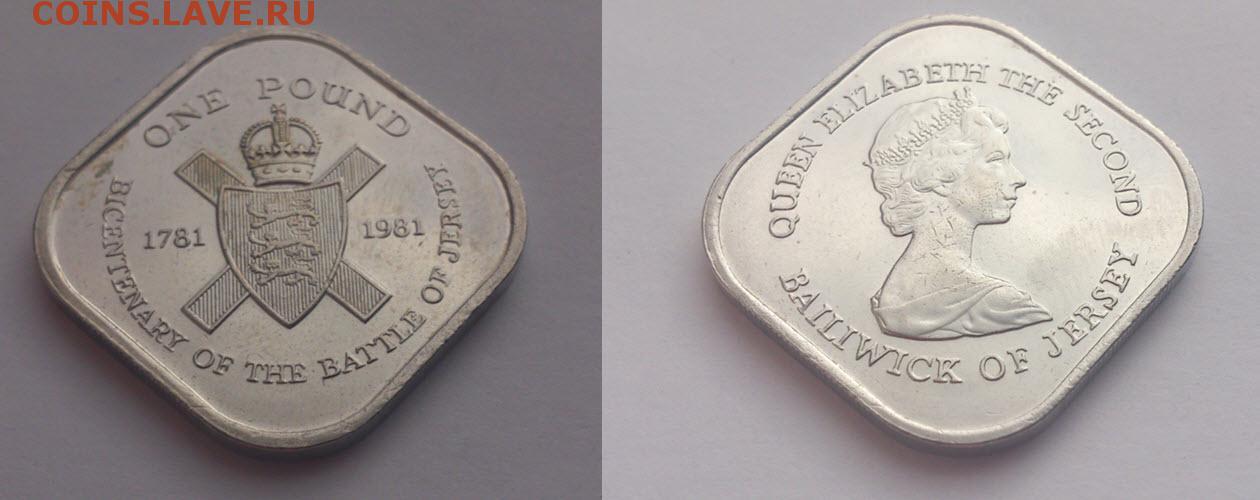 COINS.LAVE.RU
ONE POUND
1781 1981
BICENTENARY OF THE BATTLE OF JERSEY
QUEEN ELIZABETH THE SECOND
BAILIWICK OF JERSEY